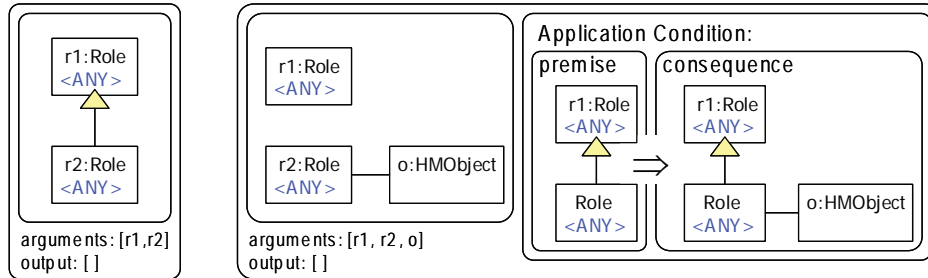 r1:Role
<ANY>
r2:Role
<ANY>
arguments: [r1,r2]
output: [ ]
r1:Role
<ANY>
r2:Role
<ANY>
o:HMObject
arguments: [r1, r2, o]
output: [ ]
Application Condition:
premise
r1:Role
<ANY>
Role
<ANY>
⇒
consequence
r1:Role
<ANY>
Role
<ANY>
o:HMObject